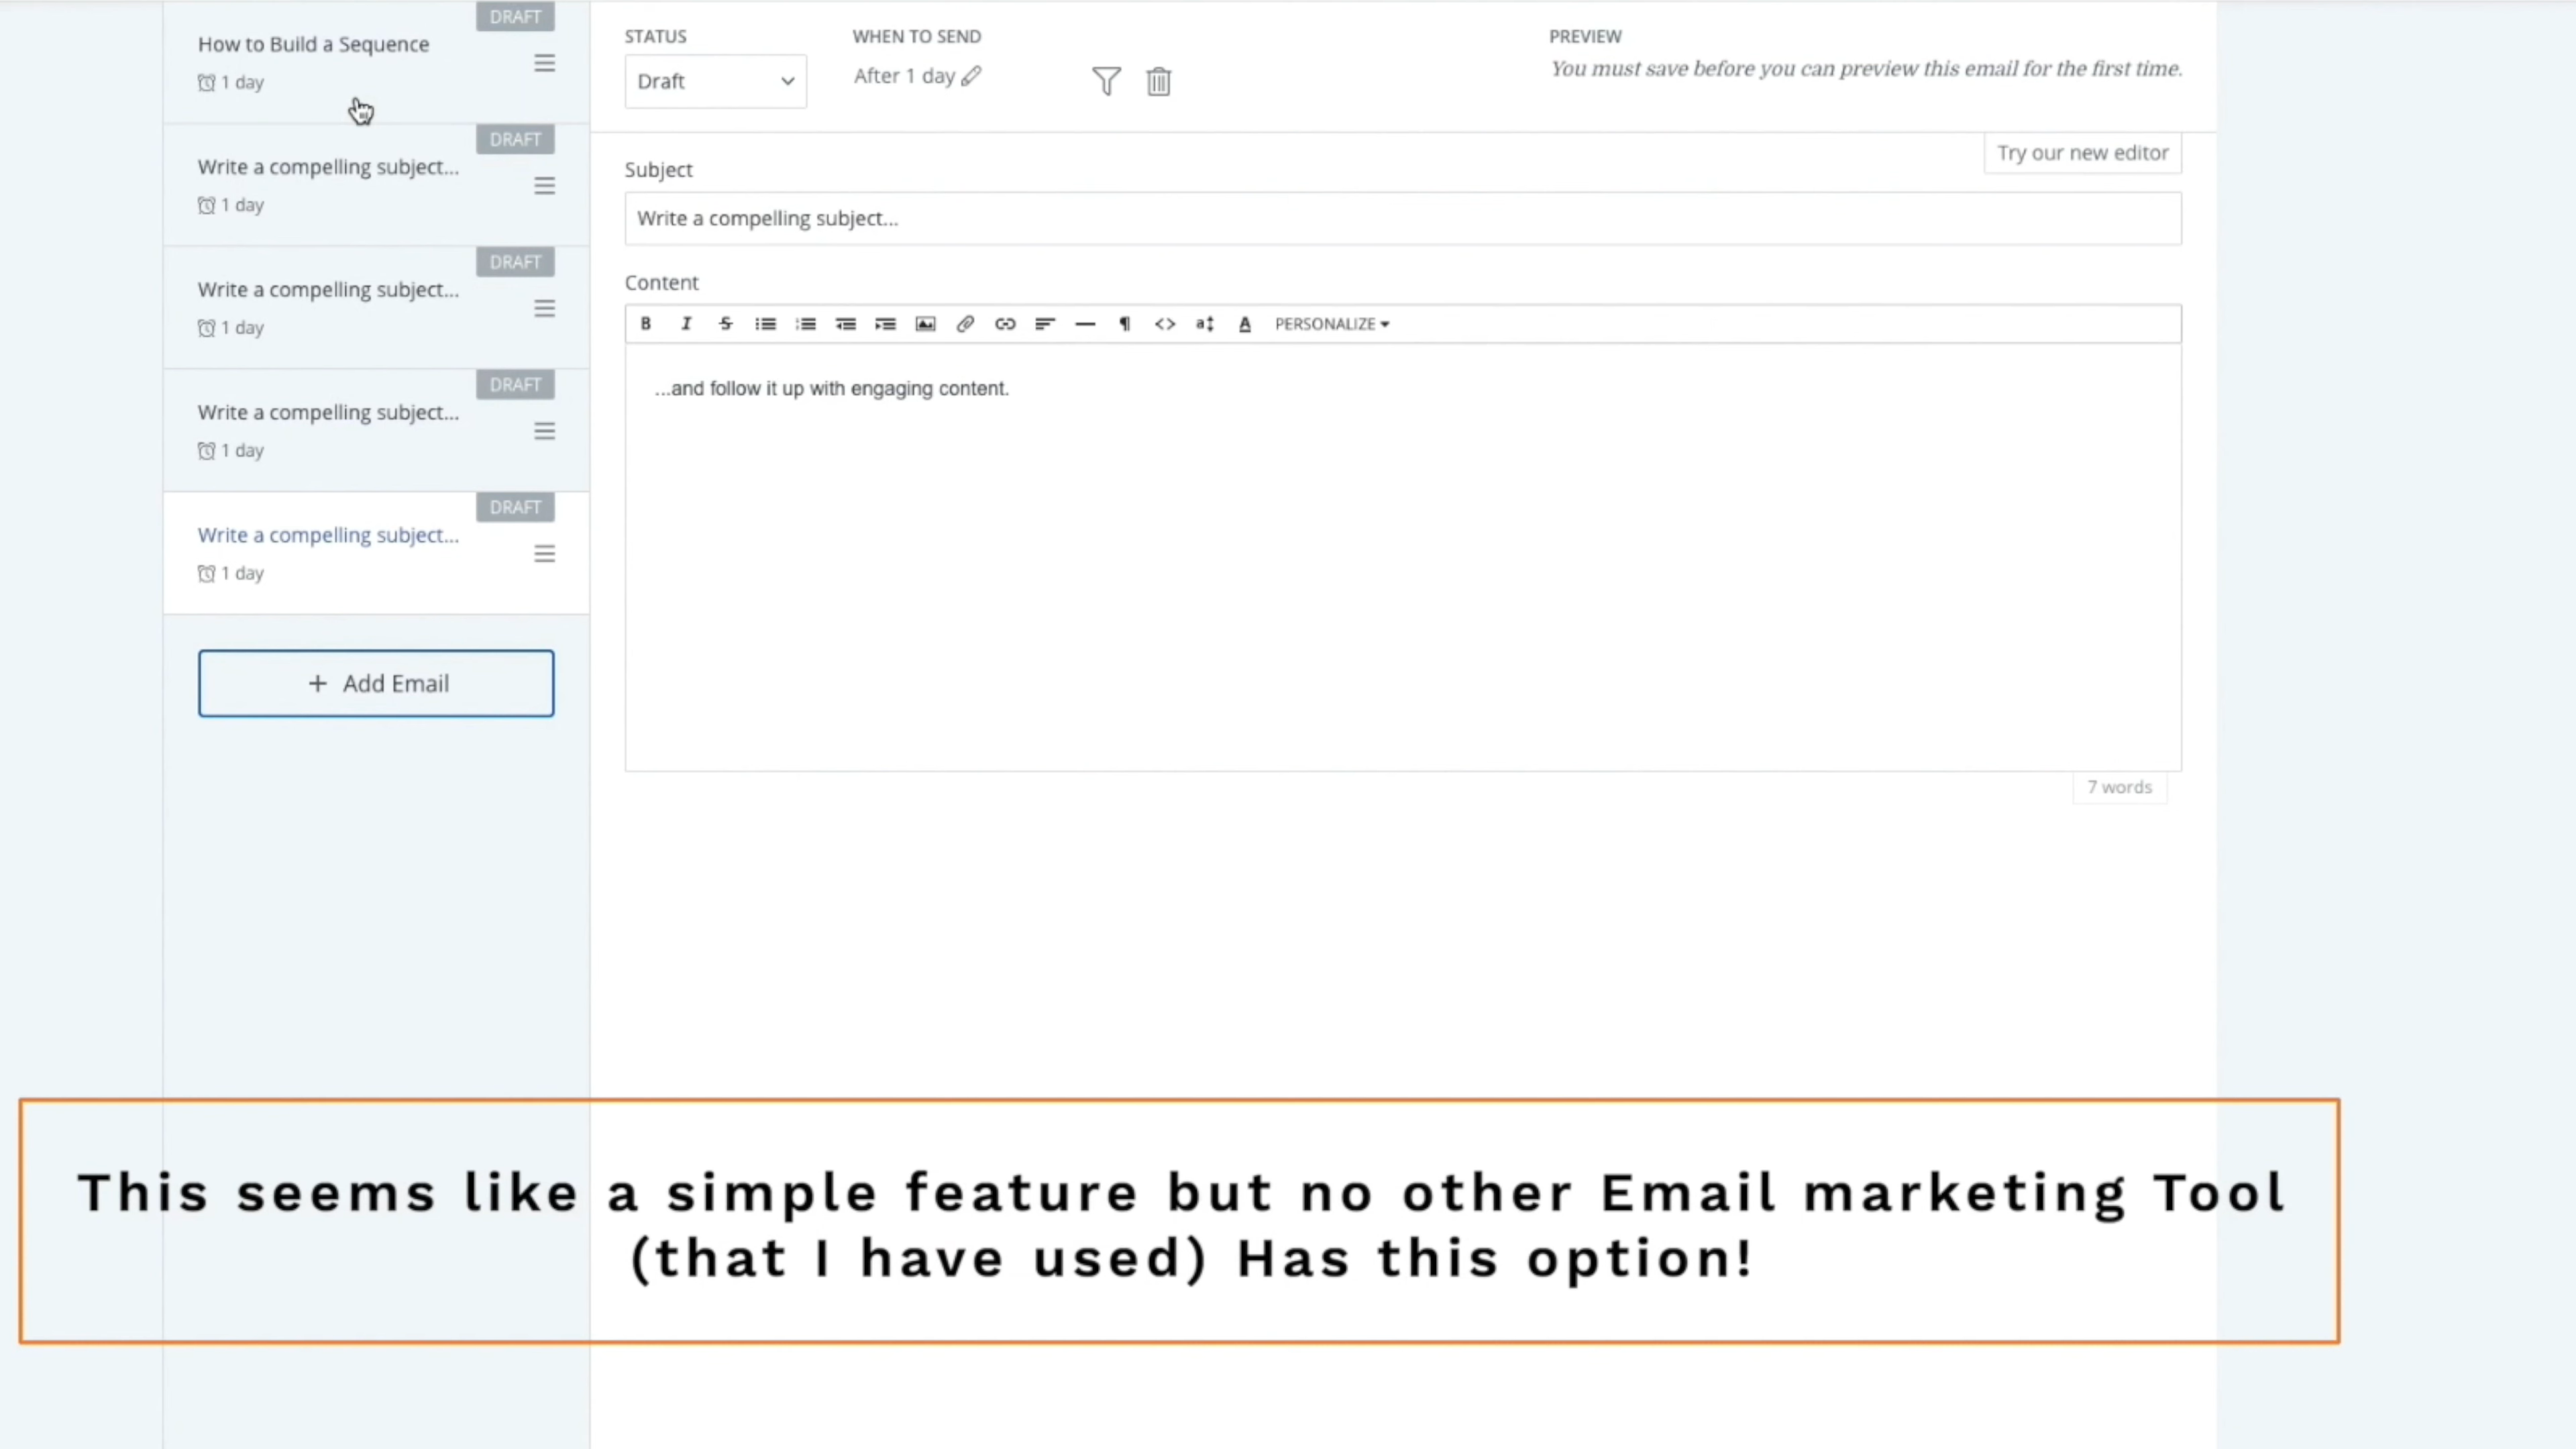 DRAFT
How to Build a Sequence
1 day
DRAFT
Write a compelling subject...
1 day
DRAFT
Write a compelling subject...
1 day
DRAFT
Write a compelling subject...
1 day
DRAFT
Write a compelling subject...
1 day
+ Add Email
STATUS
Draft
WHEN TO SEND
After 1 day
PREVIEW
You must save before you can preview this email for the first time.
Try our new editor
Subject
Write a compelling subject...
Content
PERSONALIZE
...and follow it up with engaging content.
7 words
This seems like a simple feature but no other Email marketing Tool
(that I have used) Has this option!